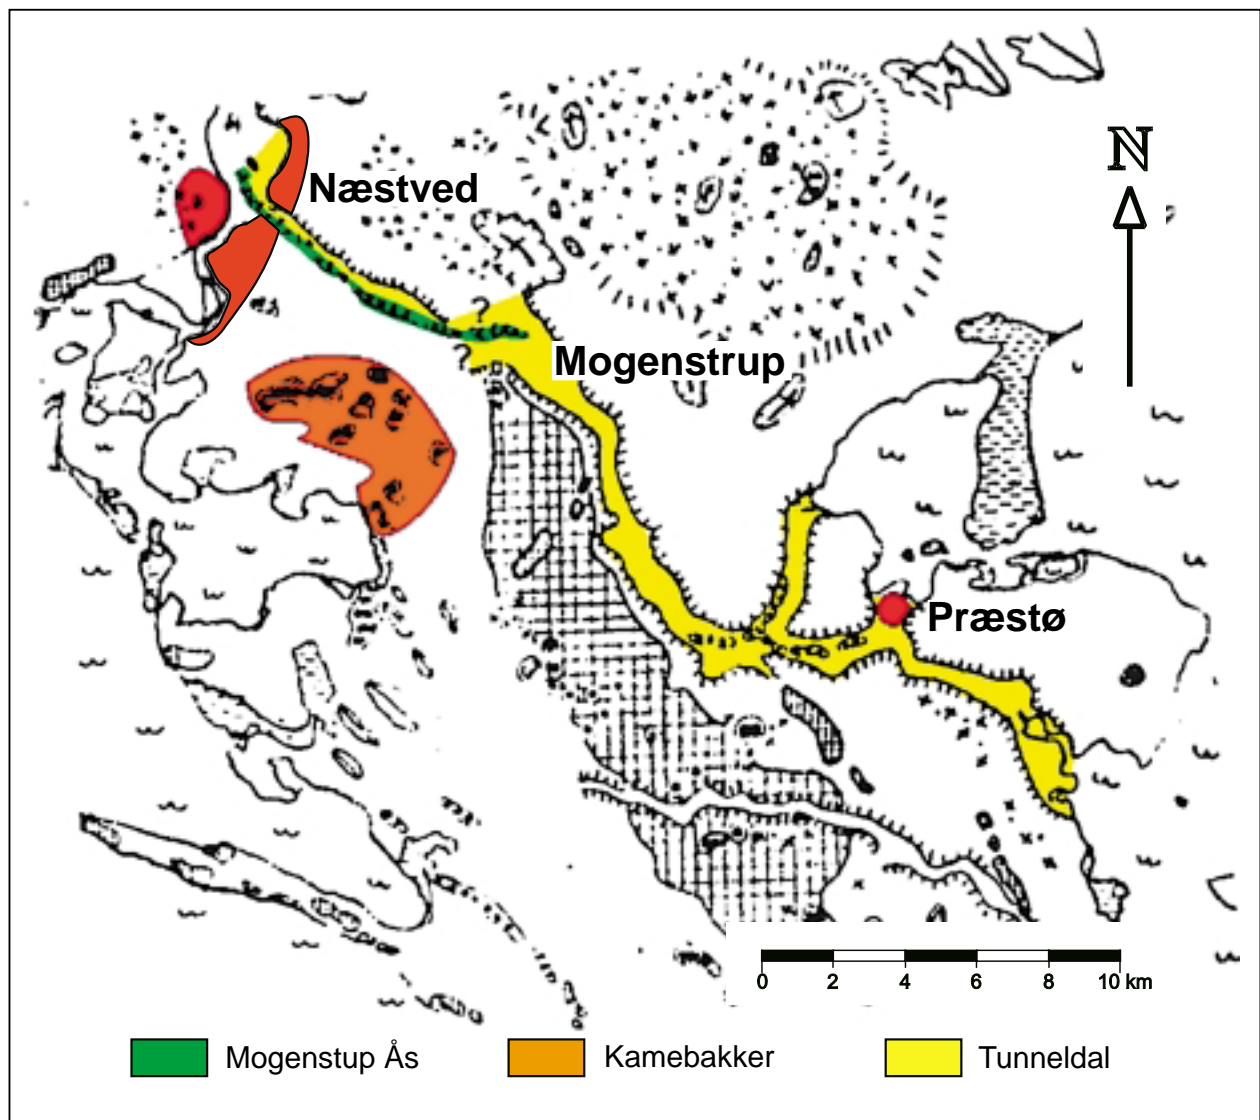 N
Næstved
?
Mogenstrup
?
Præstø
0 2 4 6 8 10 km
Mogenstup Ås
Kamebakker
Tunneldal